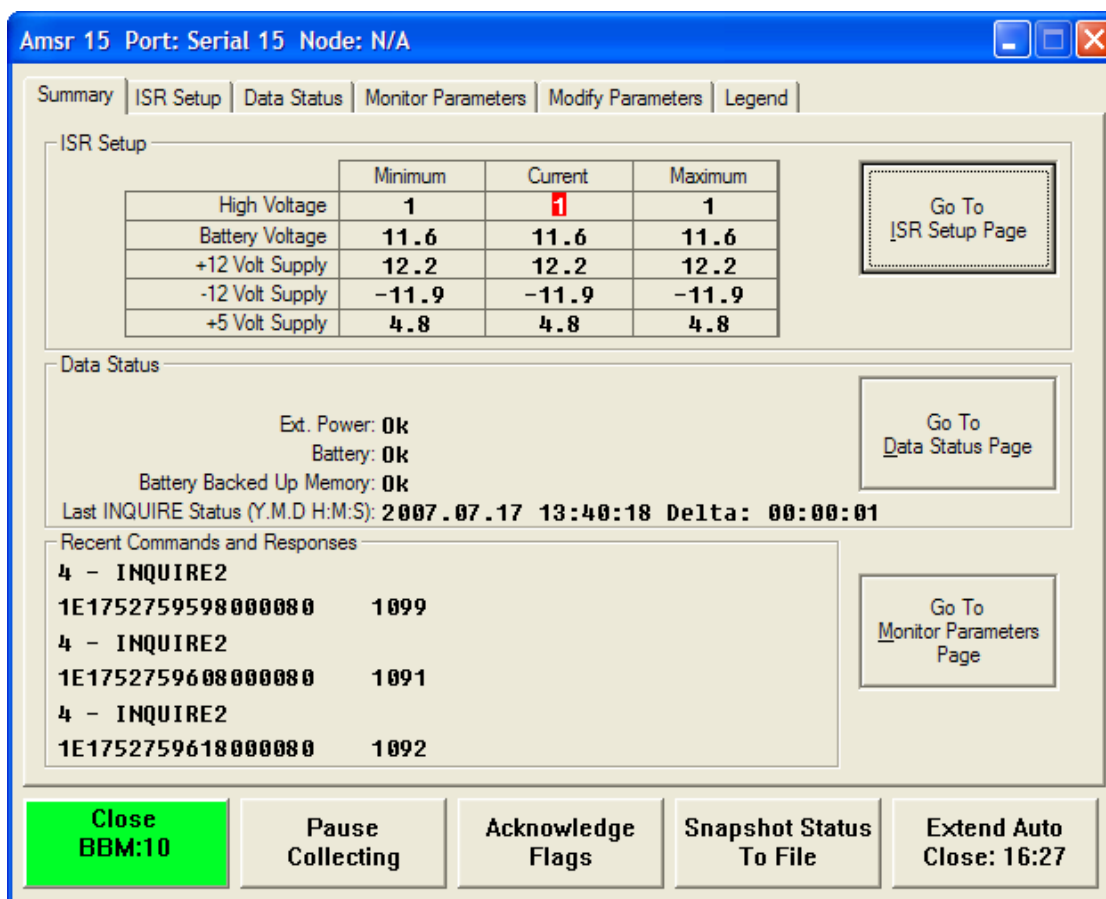 Amsr 15 Port: Serial 15 Node: N/A
Summary ISR Setup Data Status Monitor Parameters Modify Parameters Legend
ISR Setup
Minimum Current Maximum
High Voltage 1 1 1
Battery Voltage 11.6 11.6 11.6
+12 Volt Supply 12.2 12.2 12.2
-12 Volt Supply -11.9 -11.9 -11.9
+5 Volt Supply 4.8 4.8 4.8
Go To
ISR Setup Page
Data Status
Ext. Power: Ok
Battery: Ok
Battery Backed Up Memory: Ok
Last INQUIRE Status (Y.M.D H:M:S): 2007.07.17 13:40:18 Delta: 00:00:01
Go To
Data Status Page
Recent Commands and Responses
4 - INQUIRE2
1E1752759598000080 1099
4 - INQUIRE2
1E1752759608000080 1091
4 - INQUIRE2
1E1752759618000080 1092
Go To
Monitor Parameters
Page
Close
BBM:10
Pause
Collecting
Acknowledge
Flags
Snapshot Status
To File
Extend Auto
Close: 16:27